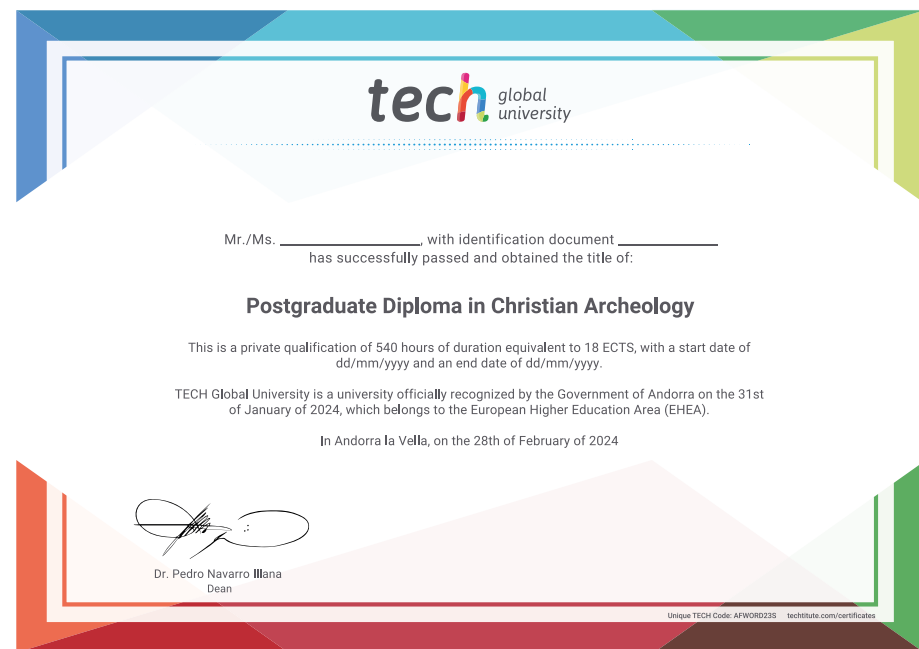 tech global university
Mr./Ms. ____________, with identification document ____________
has successfully passed and obtained the title of:
Postgraduate Diploma in Christian Archeology
This is a private qualification of 540 hours of duration equivalent to 18 ECTS, with a start date of
dd/mm/yyyy and an end date of dd/mm/yyyy.
TECH Global University is a university officially recognized by the Government of Andorra on the 31st
of January of 2024, which belongs to the European Higher Education Area (EHEA).
In Andorra la Vella, on the 28th of February of 2024
Dr. Pedro Navarro Illana
Dean
Unique TECH Code: AFWORD23S techtitute.com/certificates